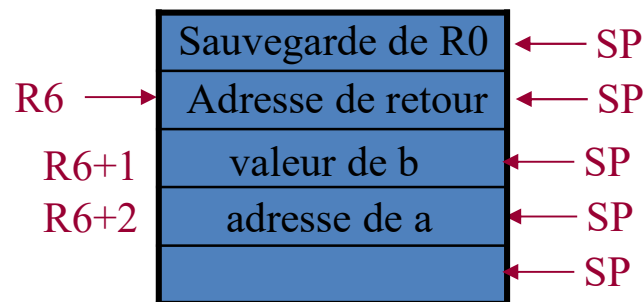 Sauvegarde de R0 SP
R6 Adresse de retour SP
R6+1 valeur de b SP
R6+2 adresse de a SP
SP